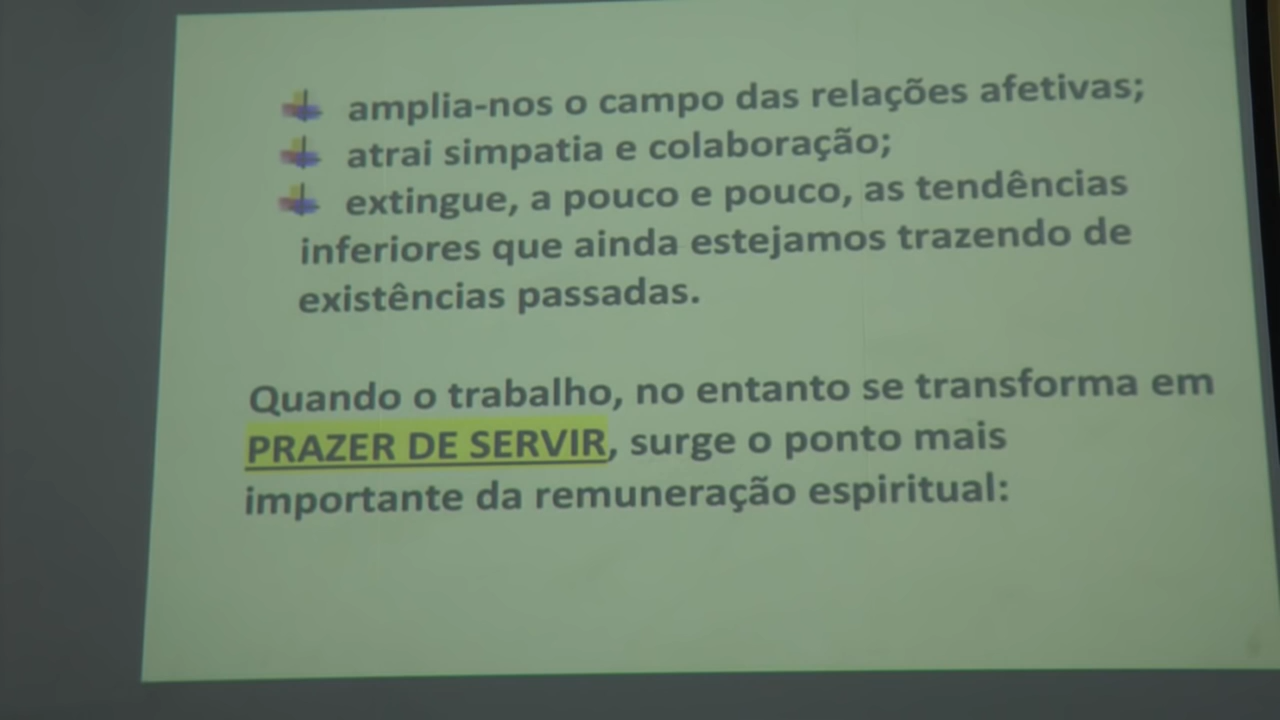 amplia-nos o campo das relações afetivas;
atrai simpatia e colaboração;
extingue, a pouco e pouco, as tendências
inferiores que ainda estejamos trazendo de
existências passadas.
Quando o trabalho, no entanto se transforma em
PRAZER DE SERVIR, surge o ponto mais
importante da remuneração espiritual: